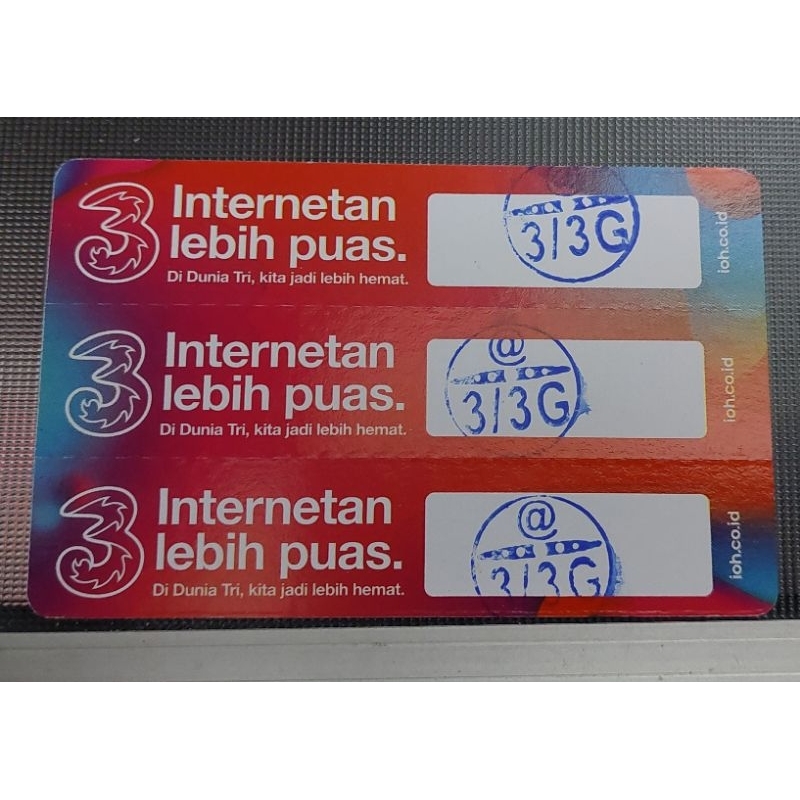 3 Internetan
lebih puas.
Di Dunia Tri, kita jadi lebih hemat.
3/3G
ioh.co.id
3 Internetan
lebih puas.
Di Dunia Tri, kita jadi lebih hemat.
@
3/3G
ioh.co.id
3 Internetan
lebih puas.
Di Dunia Tri, kita jadi lebih hemat.
@
3/3G
ioh.co.id